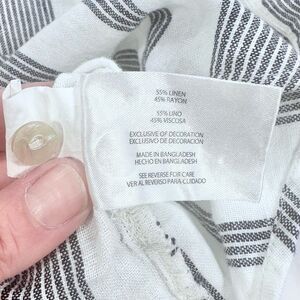 55% LINEN
45% RAYON
55% LINO
45% VISCOSA
EXCLUSIVE OF DECORATION
EXCLUSIVO DE DECORACIÓN
MADE IN BANGLADESH
HECHO EN BANGLADESH
SEE REVERSE FOR CARE
VER AL REVERSO PARA CUIDADO